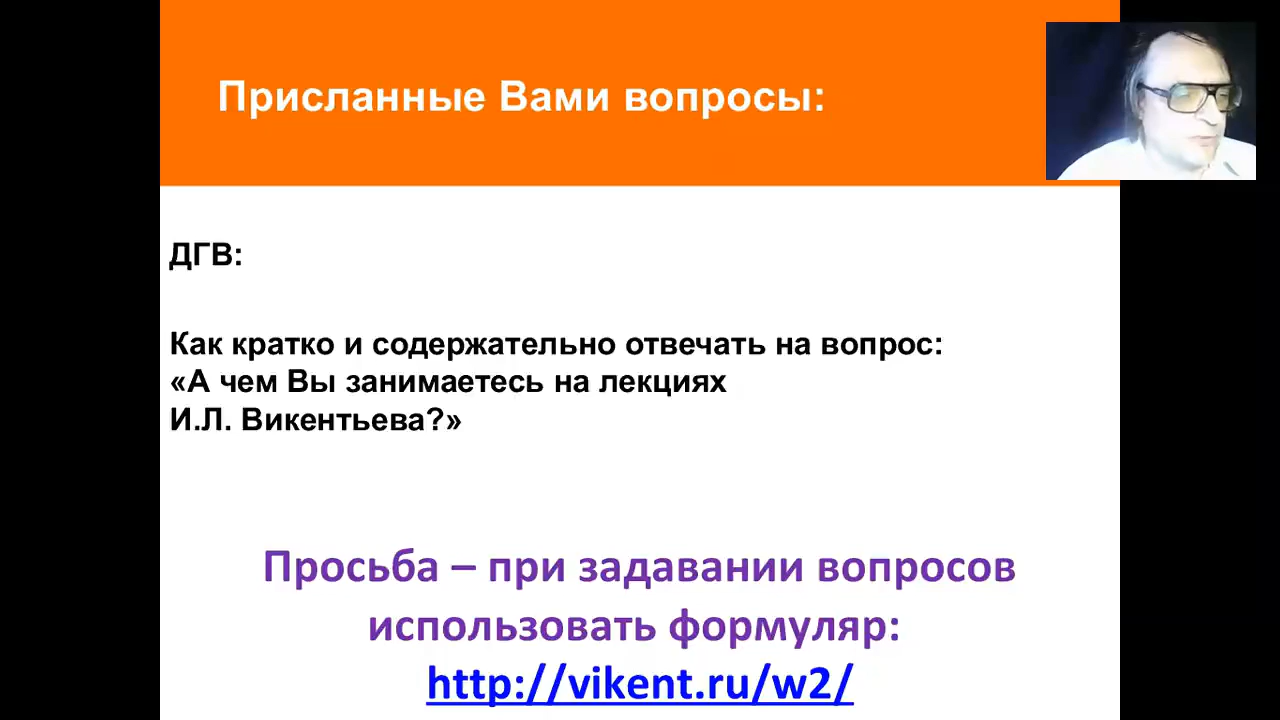 Присланные Вами вопросы:
ДГВ:
Как кратко и содержательно отвечать на вопрос:
«А чем Вы занимаетесь на лекциях
И.Л. Викентьева?»
Просьба – при задавании вопросов
использовать формуляр:
http://vikent.ru/w2/